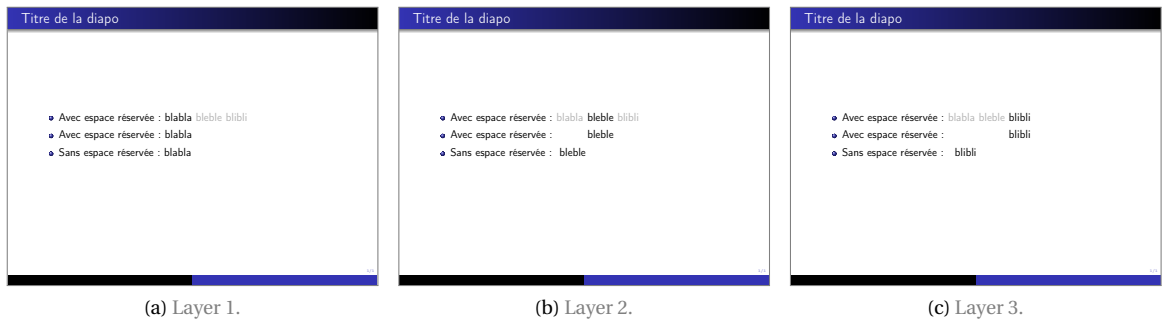 Titre de la diapo
Avec espace réservée : blabla bleble blibli
Avec espace réservée : blabla
Sans espace réservée : blabla
(a) Layer 1.
Titre de la diapo
Avec espace réservée : blabla bleble blibli
Avec espace réservée : bleble
Sans espace réservée : bleble
(b) Layer 2.
Titre de la diapo
Avec espace réservée : blabla bleble blibli
Avec espace réservée : blibli
Sans espace réservée : blibli
(c) Layer 3.